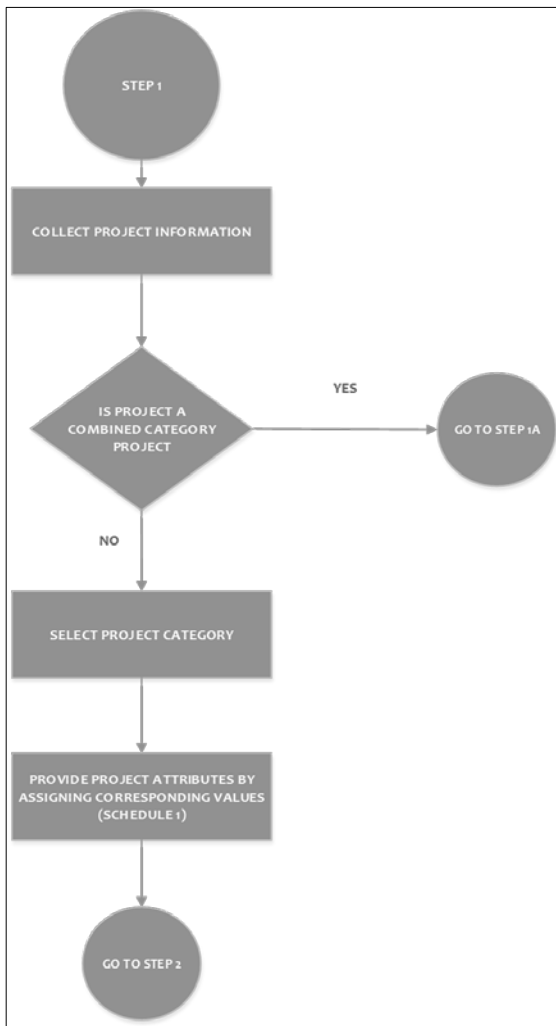 STEP 1
COLLECT PROJECT INFORMATION
IS PROJECT A
COMBINED CATEGORY
PROJECT
YES
GO TO STEP 1A
NO
SELECT PROJECT CATEGORY
PROVIDE PROJECT ATTRIBUTES BY
ASSIGNING CORRESPONDING VALUES
(SCHEDULE 1)
GO TO STEP 2